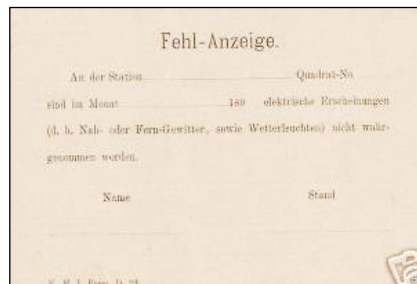 Fehl-Anzeige.
An der Station Quadrat-No
sind im Monat 189 elektrische Erscheinungen
(d. h. Nah- oder Fern-Gewitter, sowie Wetterleuchten) nicht wahr-
genommen worden.
Name Stand